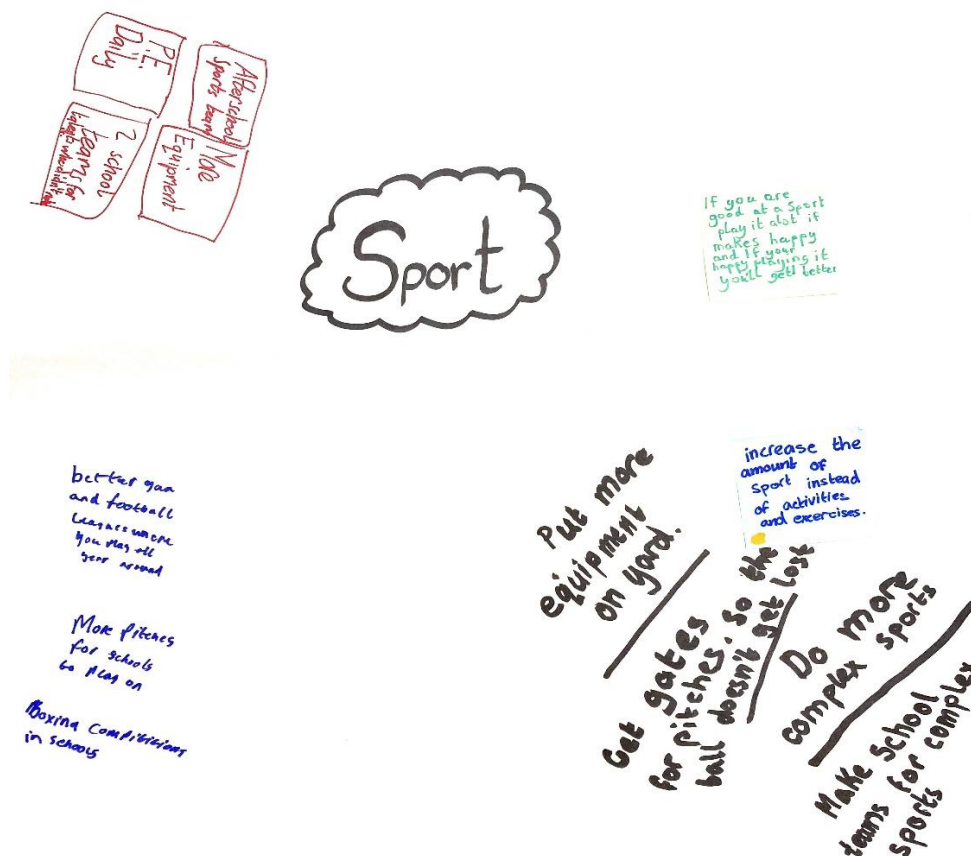 P.E.
Daily
Afterschool
Sports
2 school
teams for
More
Equipment
Sport
If you are
good at a Sport
play it alot if
makes happy
and If your
happy playing it
you'll get better
better gaa
and football
leagues where
you play all
year around
More Pitches
for schools
to play on
Boxing Compititions
in schools
increase the
amount of
sport instead
of activities
and excercises.
Put more
equipment
on yard.
Get gates
for pitches. So the
ball doesn't get lost
Do more
complex sports
Make School
teams for complex
sports